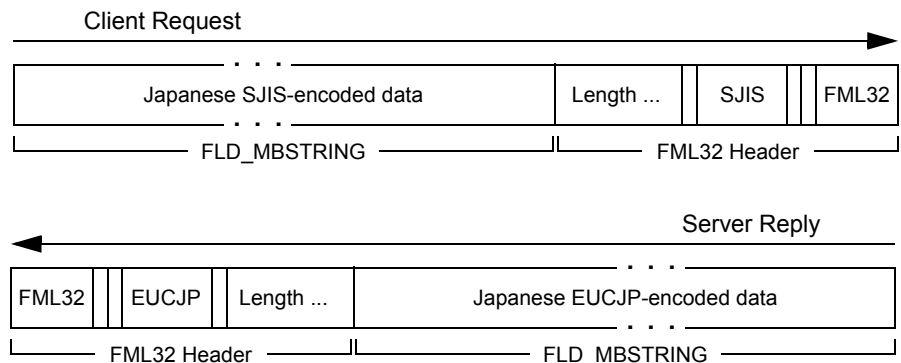 Client Request
. . .
Japanese SJIS-encoded data Length ... SJIS FML32
. . .
FLD_MBSTRING FML32 Header
Server Reply
. . .
FML32 EUCJP Length ... Japanese EUCJP-encoded data
. . .
FML32 Header FLD_MBSTRING